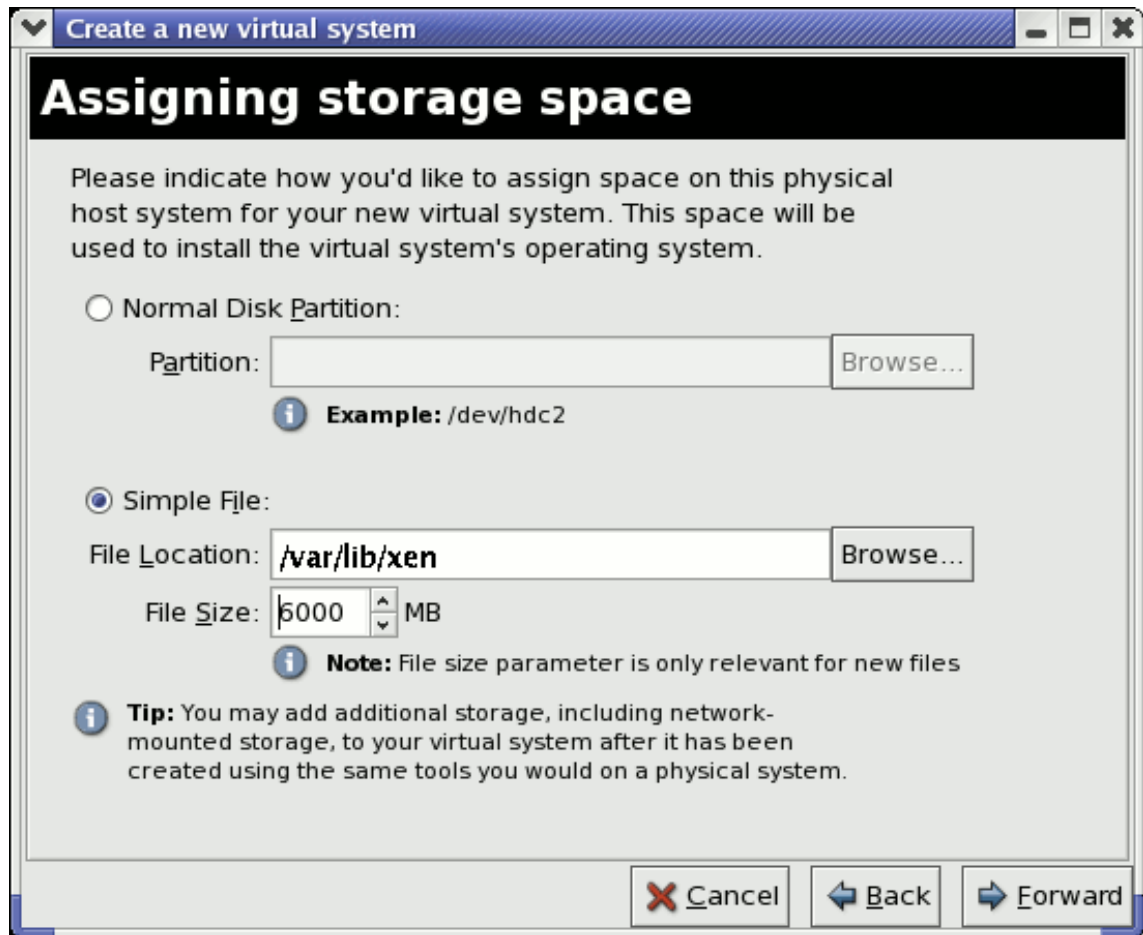 Create a new virtual system
Assigning storage space
Please indicate how you'd like to assign space on this physical
host system for your new virtual system. This space will be
used to install the virtual system's operating system.
Normal Disk Partition:
Partition: Browse...
Example: /dev/hdc2
Simple File:
File Location: /var/lib/xen Browse...
File Size: 6000 MB
Note: File size parameter is only relevant for new files
Tip: You may add additional storage, including network-
mounted storage, to your virtual system after it has been
created using the same tools you would on a physical system.
Cancel Back Forward